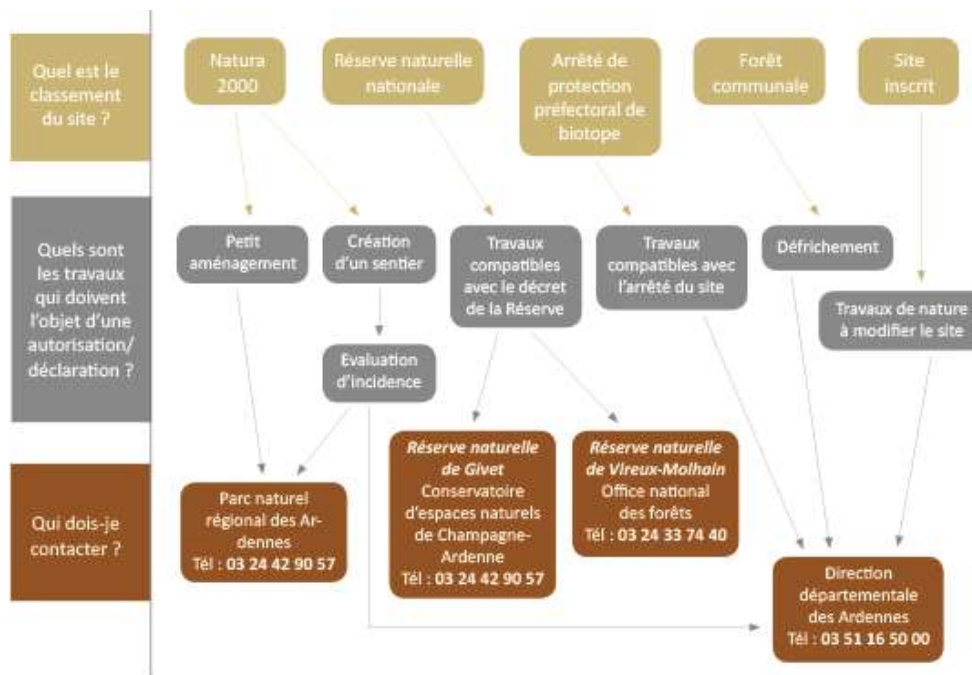 Quel est le
classement
du site ?
Natura
2000
Réserve naturelle
nationale
Arrêté de
protection
préfectoral de
biotope
Forêt
communale
Site
inscrit
Quels sont
les travaux
qui doivent
l'objet d'une
autorisation/
déclaration ?
Petit
aménagement
Création
d'un sentier
Travaux
compatibles
avec le décret
de la Réserve
Travaux
compatibles avec
l'arrêté du site
Défrichement
Travaux de nature
à modifier le site
Evaluation
d'incidence
Qui dois-je
contacter ?
Parc naturel
régional des Ar-
dennes
Tél : 03 24 42 90 57
Réserve naturelle
de Givet
Conservatoire
d'espaces naturels
de Champagne-
Ardenne
Tél : 03 24 42 90 57
Réserve naturelle
de Vireux-Molhain
Office national
des forêts
Tél : 03 24 33 74 40
Direction
départementale
des Ardennes
Tél : 03 51 16 50 00